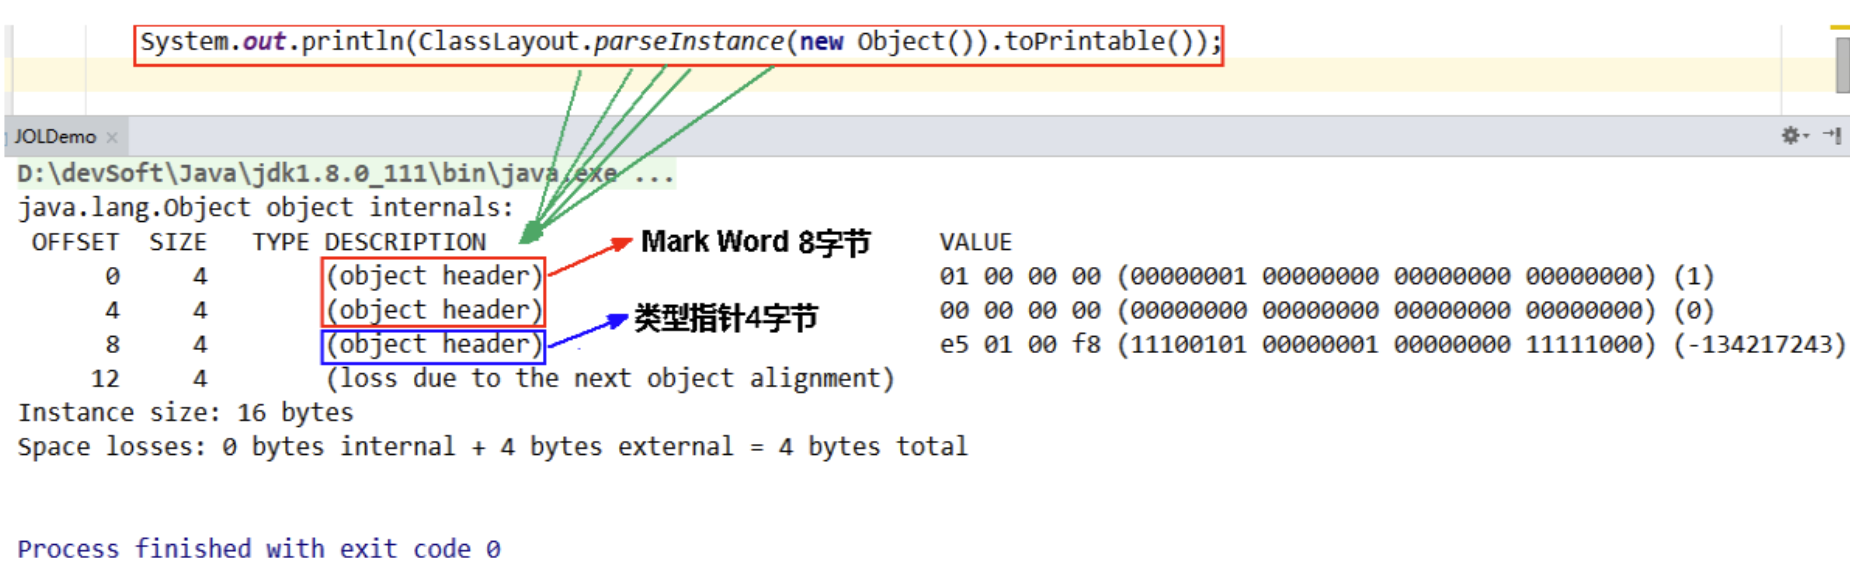 System.out.println(ClassLayout.parseInstance(new Object()).toPrintable());
JOLDemo ×
D:\devSoft\Java\jdk1.8.0_111\bin\java.exe ...
java.lang.Object object internals:
OFFSET SIZE TYPE DESCRIPTION Mark Word 8字节 VALUE
0 4 (object header) 01 00 00 00 (00000001 00000000 00000000 00000000) (1)
4 4 (object header) 00 00 00 00 (00000000 00000000 00000000 00000000) (0)
类型指针4字节
8 4 (object header) e5 01 00 f8 (11100101 00000001 00000000 11111000) (-134217243)
12 4 (loss due to the next object alignment)
Instance size: 16 bytes
Space losses: 0 bytes internal + 4 bytes external = 4 bytes total
Process finished with exit code 0